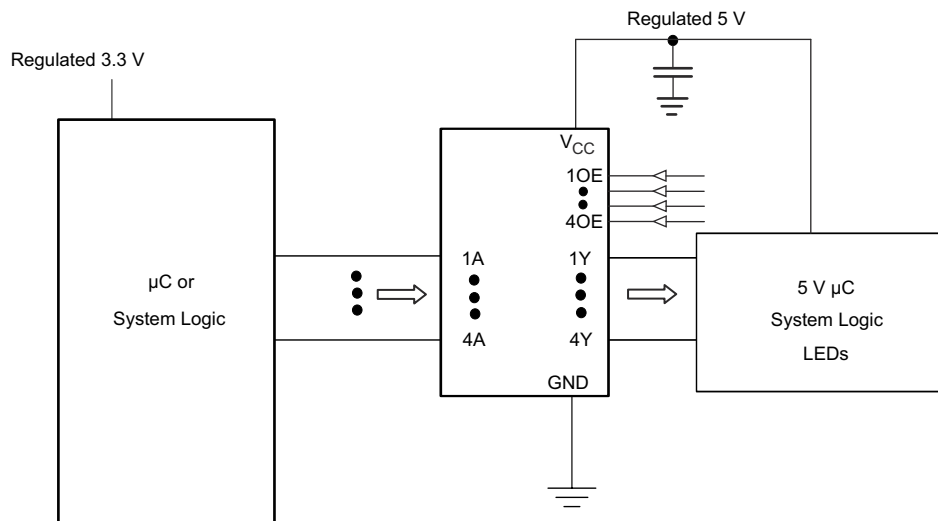 Regulated 5 V
Regulated 3.3 V
VCC
1OE
4OE
1A
1Y
µC or
System Logic
5 V µC
System Logic
LEDs
4A
4Y
GND